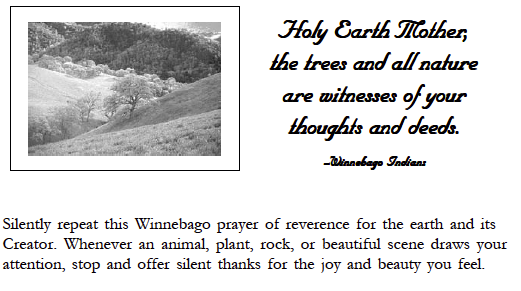 Holy Earth Mother,
the trees and all nature
are witnesses of your
thoughts and deeds.
–Winnebago Indians
Silently repeat this Winnebago prayer of reverence for the earth and its
Creator. Whenever an animal, plant, rock, or beautiful scene draws your
attention, stop and offer silent thanks for the joy and beauty you feel.